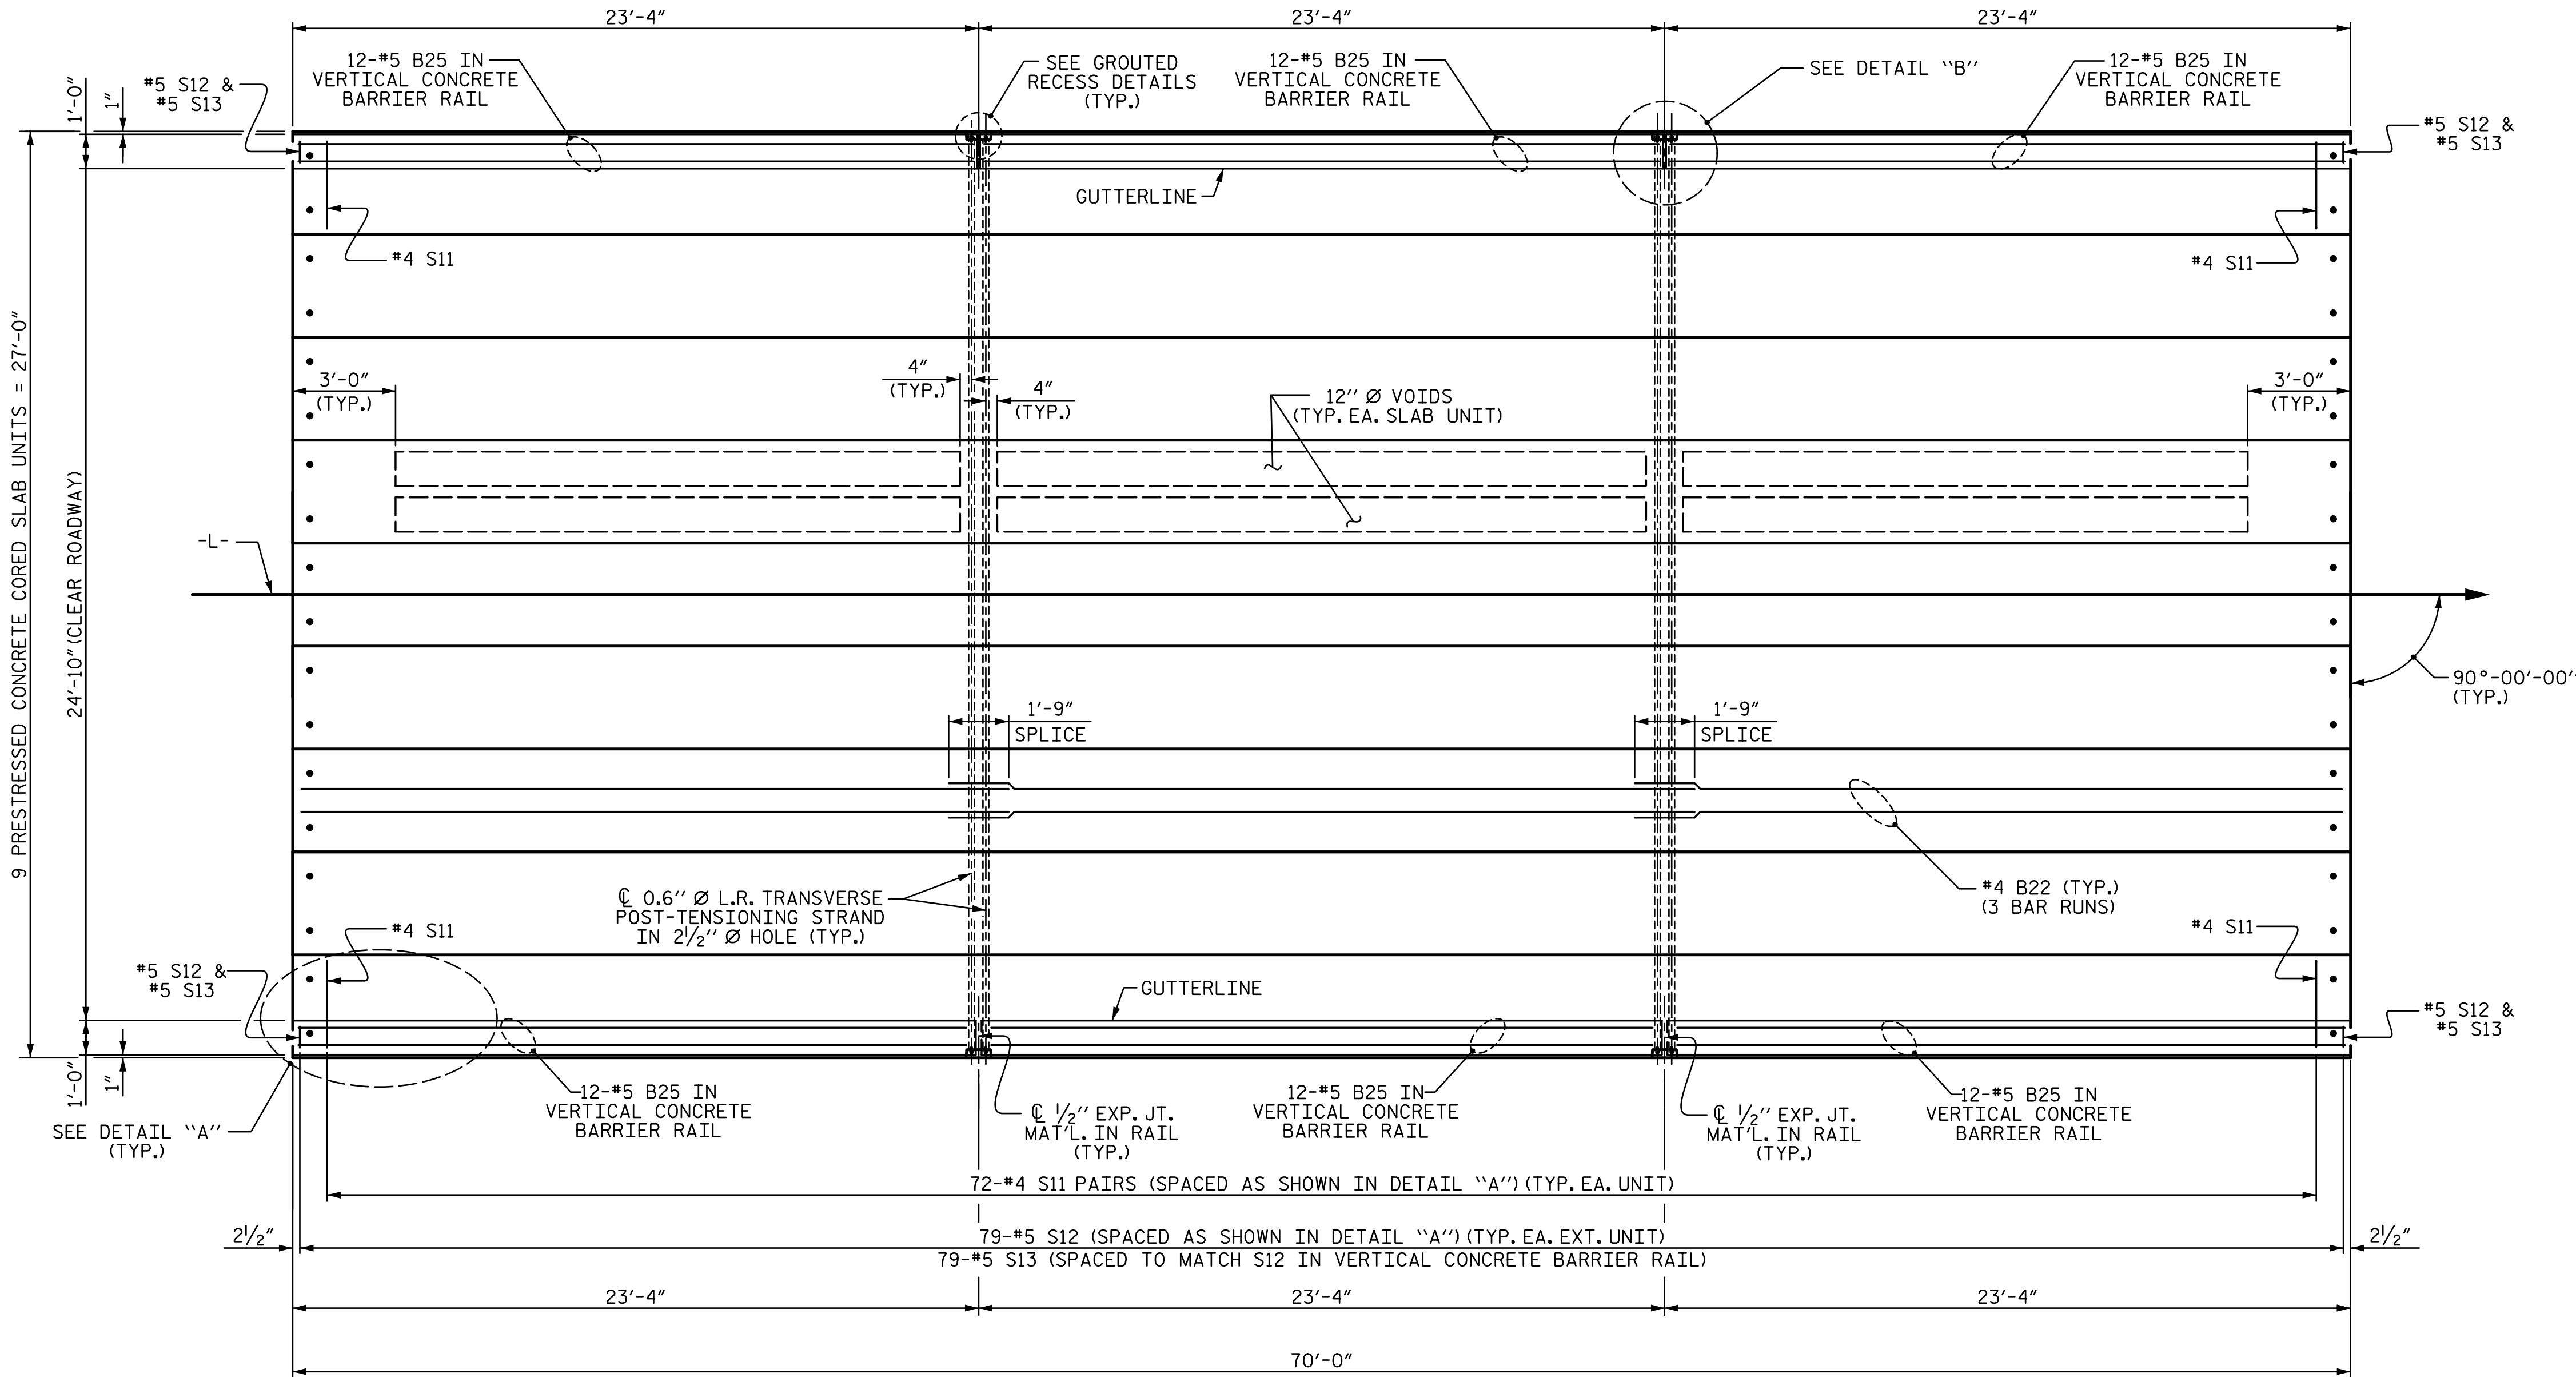 23'-4"
23'-4"
23'-4"
#5 S12 &
#5 S13
12-#5 B25 IN
VERTICAL CONCRETE
BARRIER RAIL
SEE GROUTED
RECESS DETAILS
(TYP.)
12-#5 B25 IN
VERTICAL CONCRETE
BARRIER RAIL
SEE DETAIL "B"
12-#5 B25 IN
VERTICAL CONCRETE
BARRIER RAIL
#5 S12 &
#5 S13
1'-0"
1"
GUTTERLINE
#4 S11
#4 S11
9 PRESTRESSED CONCRETE CORED SLAB UNITS = 27'-0"
24'-10" (CLEAR ROADWAY)
3'-0"
(TYP.)
4"
(TYP.)
4"
(TYP.)
12" Ø VOIDS
(TYP. EA. SLAB UNIT)
3'-0"
(TYP.)
-L-
90°-00'-00"
(TYP.)
1'-9"
SPLICE
1'-9"
SPLICE
℄ 0.6" Ø L.R. TRANSVERSE
POST-TENSIONING STRAND
IN 2½" Ø HOLE (TYP.)
#4 B22 (TYP.)
(3 BAR RUNS)
#4 S11
#4 S11
#5 S12 &
#5 S13
GUTTERLINE
#5 S12 &
#5 S13
1'-0"
1"
SEE DETAIL "A"
(TYP.)
12-#5 B25 IN
VERTICAL CONCRETE
BARRIER RAIL
℄ ½" EXP. JT.
MAT'L. IN RAIL
(TYP.)
12-#5 B25 IN
VERTICAL CONCRETE
BARRIER RAIL
℄ ½" EXP. JT.
MAT'L. IN RAIL
(TYP.)
12-#5 B25 IN
VERTICAL CONCRETE
BARRIER RAIL
72-#4 S11 PAIRS (SPACED AS SHOWN IN DETAIL "A") (TYP. EA. UNIT)
2½"
79-#5 S12 (SPACED AS SHOWN IN DETAIL "A") (TYP. EA. EXT. UNIT)
79-#5 S13 (SPACED TO MATCH S12 IN VERTICAL CONCRETE BARRIER RAIL)
2½"
23'-4"
23'-4"
23'-4"
70'-0"